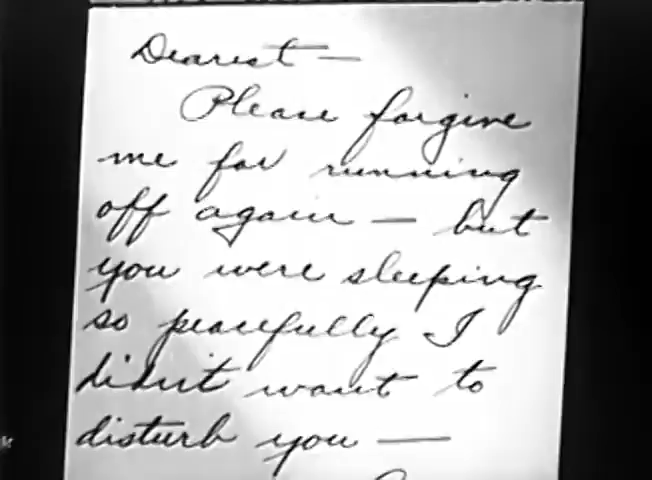 Dearest —
Please forgive
me for running
off again — but
you were sleeping
so peacefully I
didn't want to
disturb you —